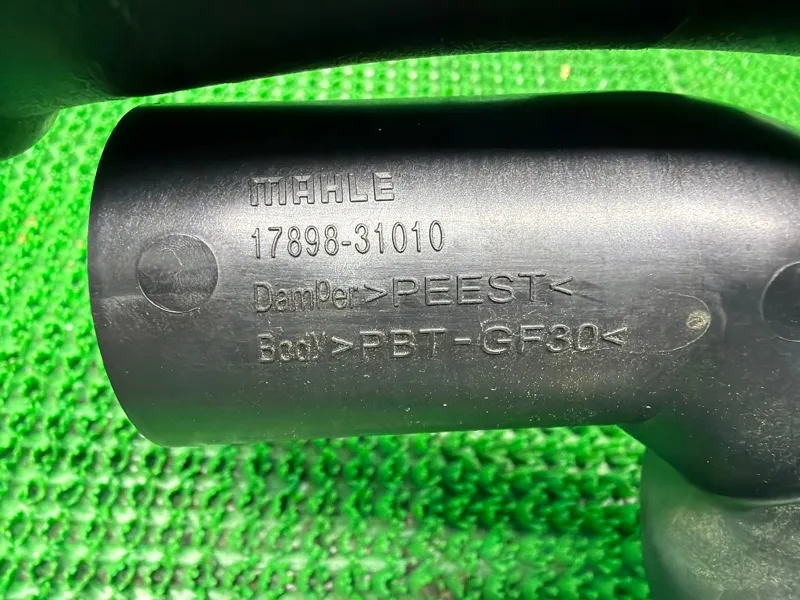 MAHLE
17898-31010
Damper>PEEST<
Body>PBT-GF30<